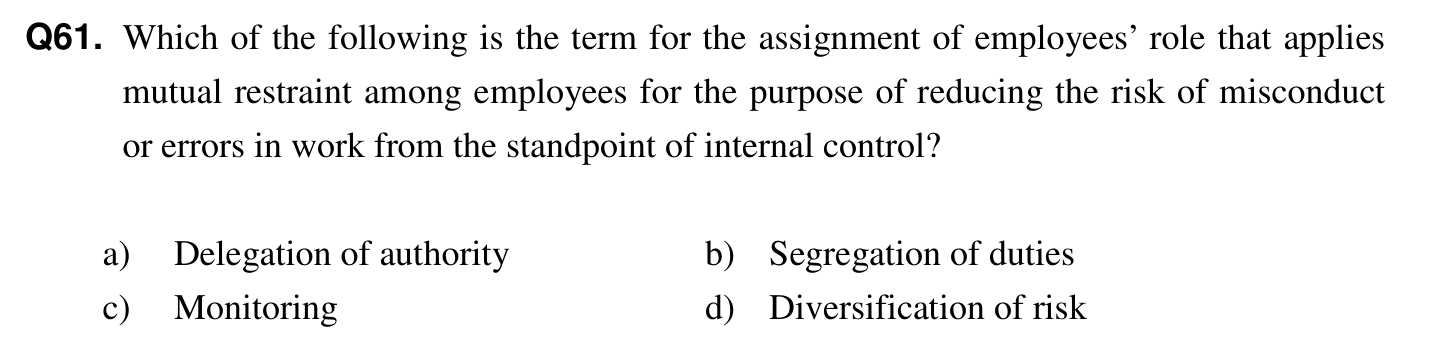 Q61. Which of the following is the term for the assignment of employees’ role that applies
mutual restraint among employees for the purpose of reducing the risk of misconduct
or errors in work from the standpoint of internal control?
a) Delegation of authority b) Segregation of duties
c) Monitoring d) Diversification of risk